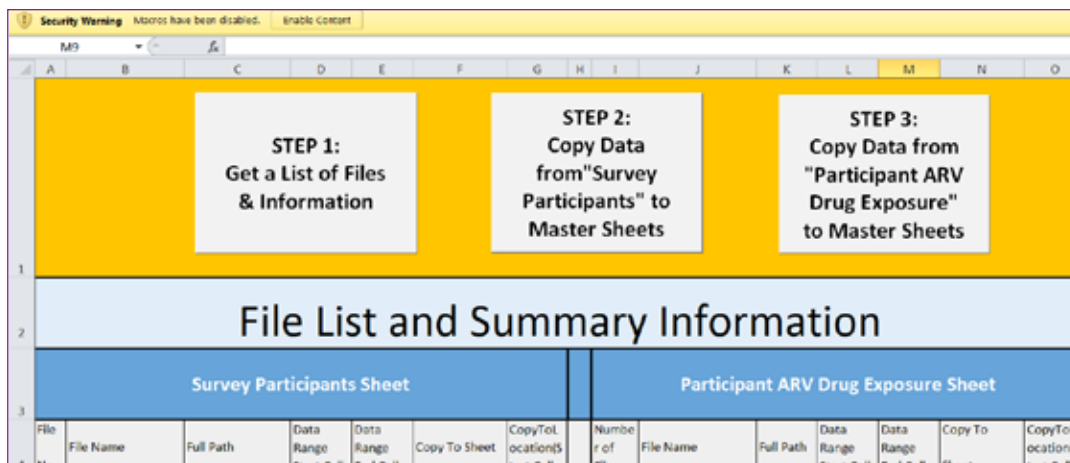 Security Warning Macros have been disabled. Enable Content
M9 fx
A B C D E F G H I J K L M N O
STEP 1:
Get a List of Files
& Information
STEP 2:
Copy Data
from"Survey
Participants" to
Master Sheets
STEP 3:
Copy Data from
"Participant ARV
Drug Exposure"
to Master Sheets
1
File List and Summary Information
2
Survey Participants Sheet Participant ARV Drug Exposure Sheet
3
File Data Data CopyToL Numbe Data Data Copy To CopyTo
File Name Full Path Range Range Copy To Sheet ocation(S r of File Name Full Path Range Range